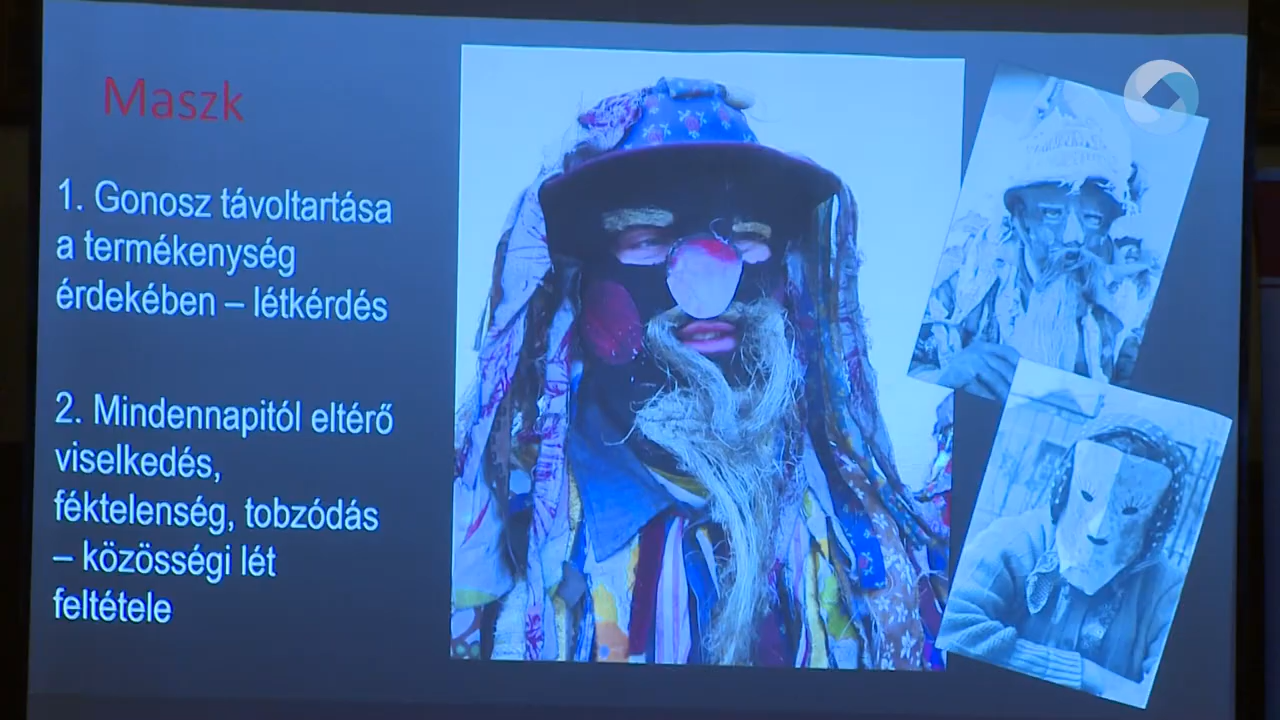 Maszk
1. Gonosz távoltartása
a termékenység
érdekében – létkérdés
2. Mindennapitól eltérő
viselkedés,
féktelenség, tobzódás
– közösségi lét
feltétele